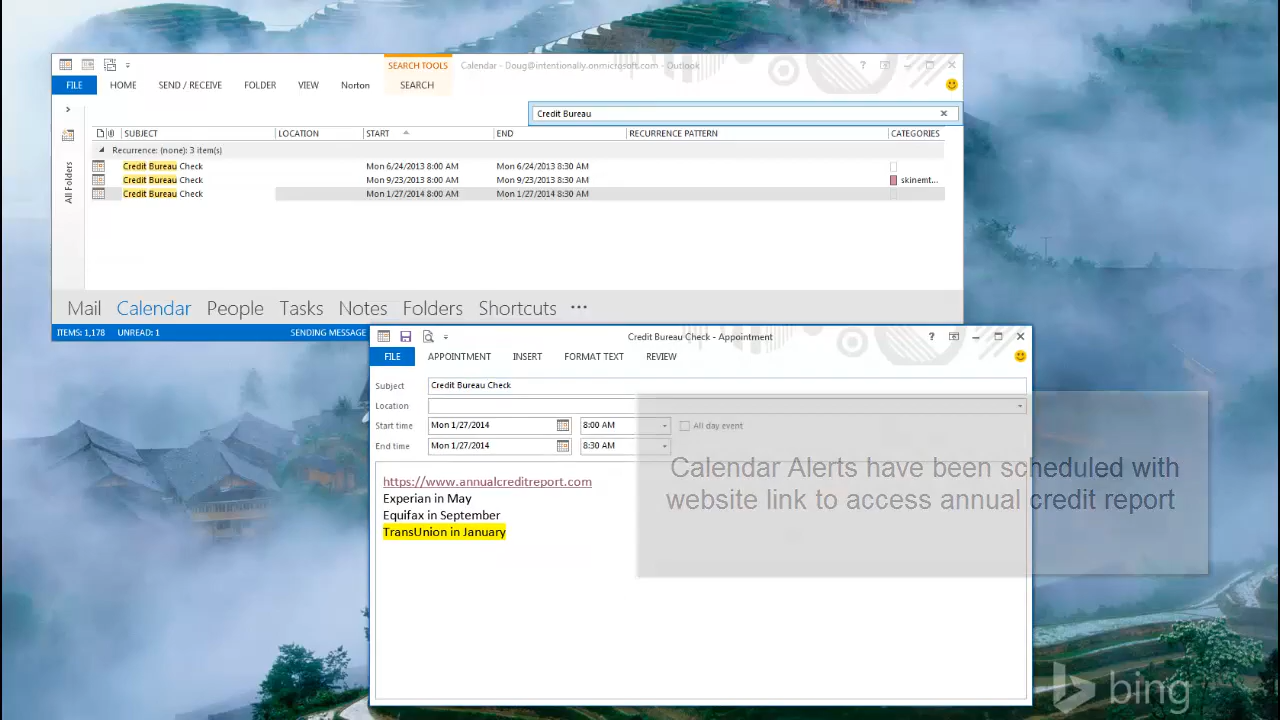 SEARCH TOOLS
Calendar - Doug@intentionally.onmicrosoft.com - Outlook
?
FILE HOME SEND / RECEIVE FOLDER VIEW Norton SEARCH
Credit Bureau
SUBJECT LOCATION START END RECURRENCE PATTERN CATEGORIES
Recurrence: (none): 3 item(s)
Credit Bureau Check Mon 6/24/2013 8:00 AM Mon 6/24/2013 8:30 AM
Credit Bureau Check Mon 9/23/2013 8:00 AM Mon 9/23/2013 8:30 AM skinemt...
Credit Bureau Check Mon 1/27/2014 8:00 AM Mon 1/27/2014 8:30 AM
All Folders
Mail Calendar People Tasks Notes Folders Shortcuts ...
ITEMS: 1,178 UNREAD: 1 SENDING MESSAGE
Credit Bureau Check - Appointment
?
FILE APPOINTMENT INSERT FORMAT TEXT REVIEW
Subject Credit Bureau Check
Location
Start time Mon 1/27/2014 8:00 AM All day event
End time Mon 1/27/2014 8:30 AM
https://www.annualcreditreport.com
Experian in May
Equifax in September
TransUnion in January
Calendar Alerts have been scheduled with
website link to access annual credit report
bing